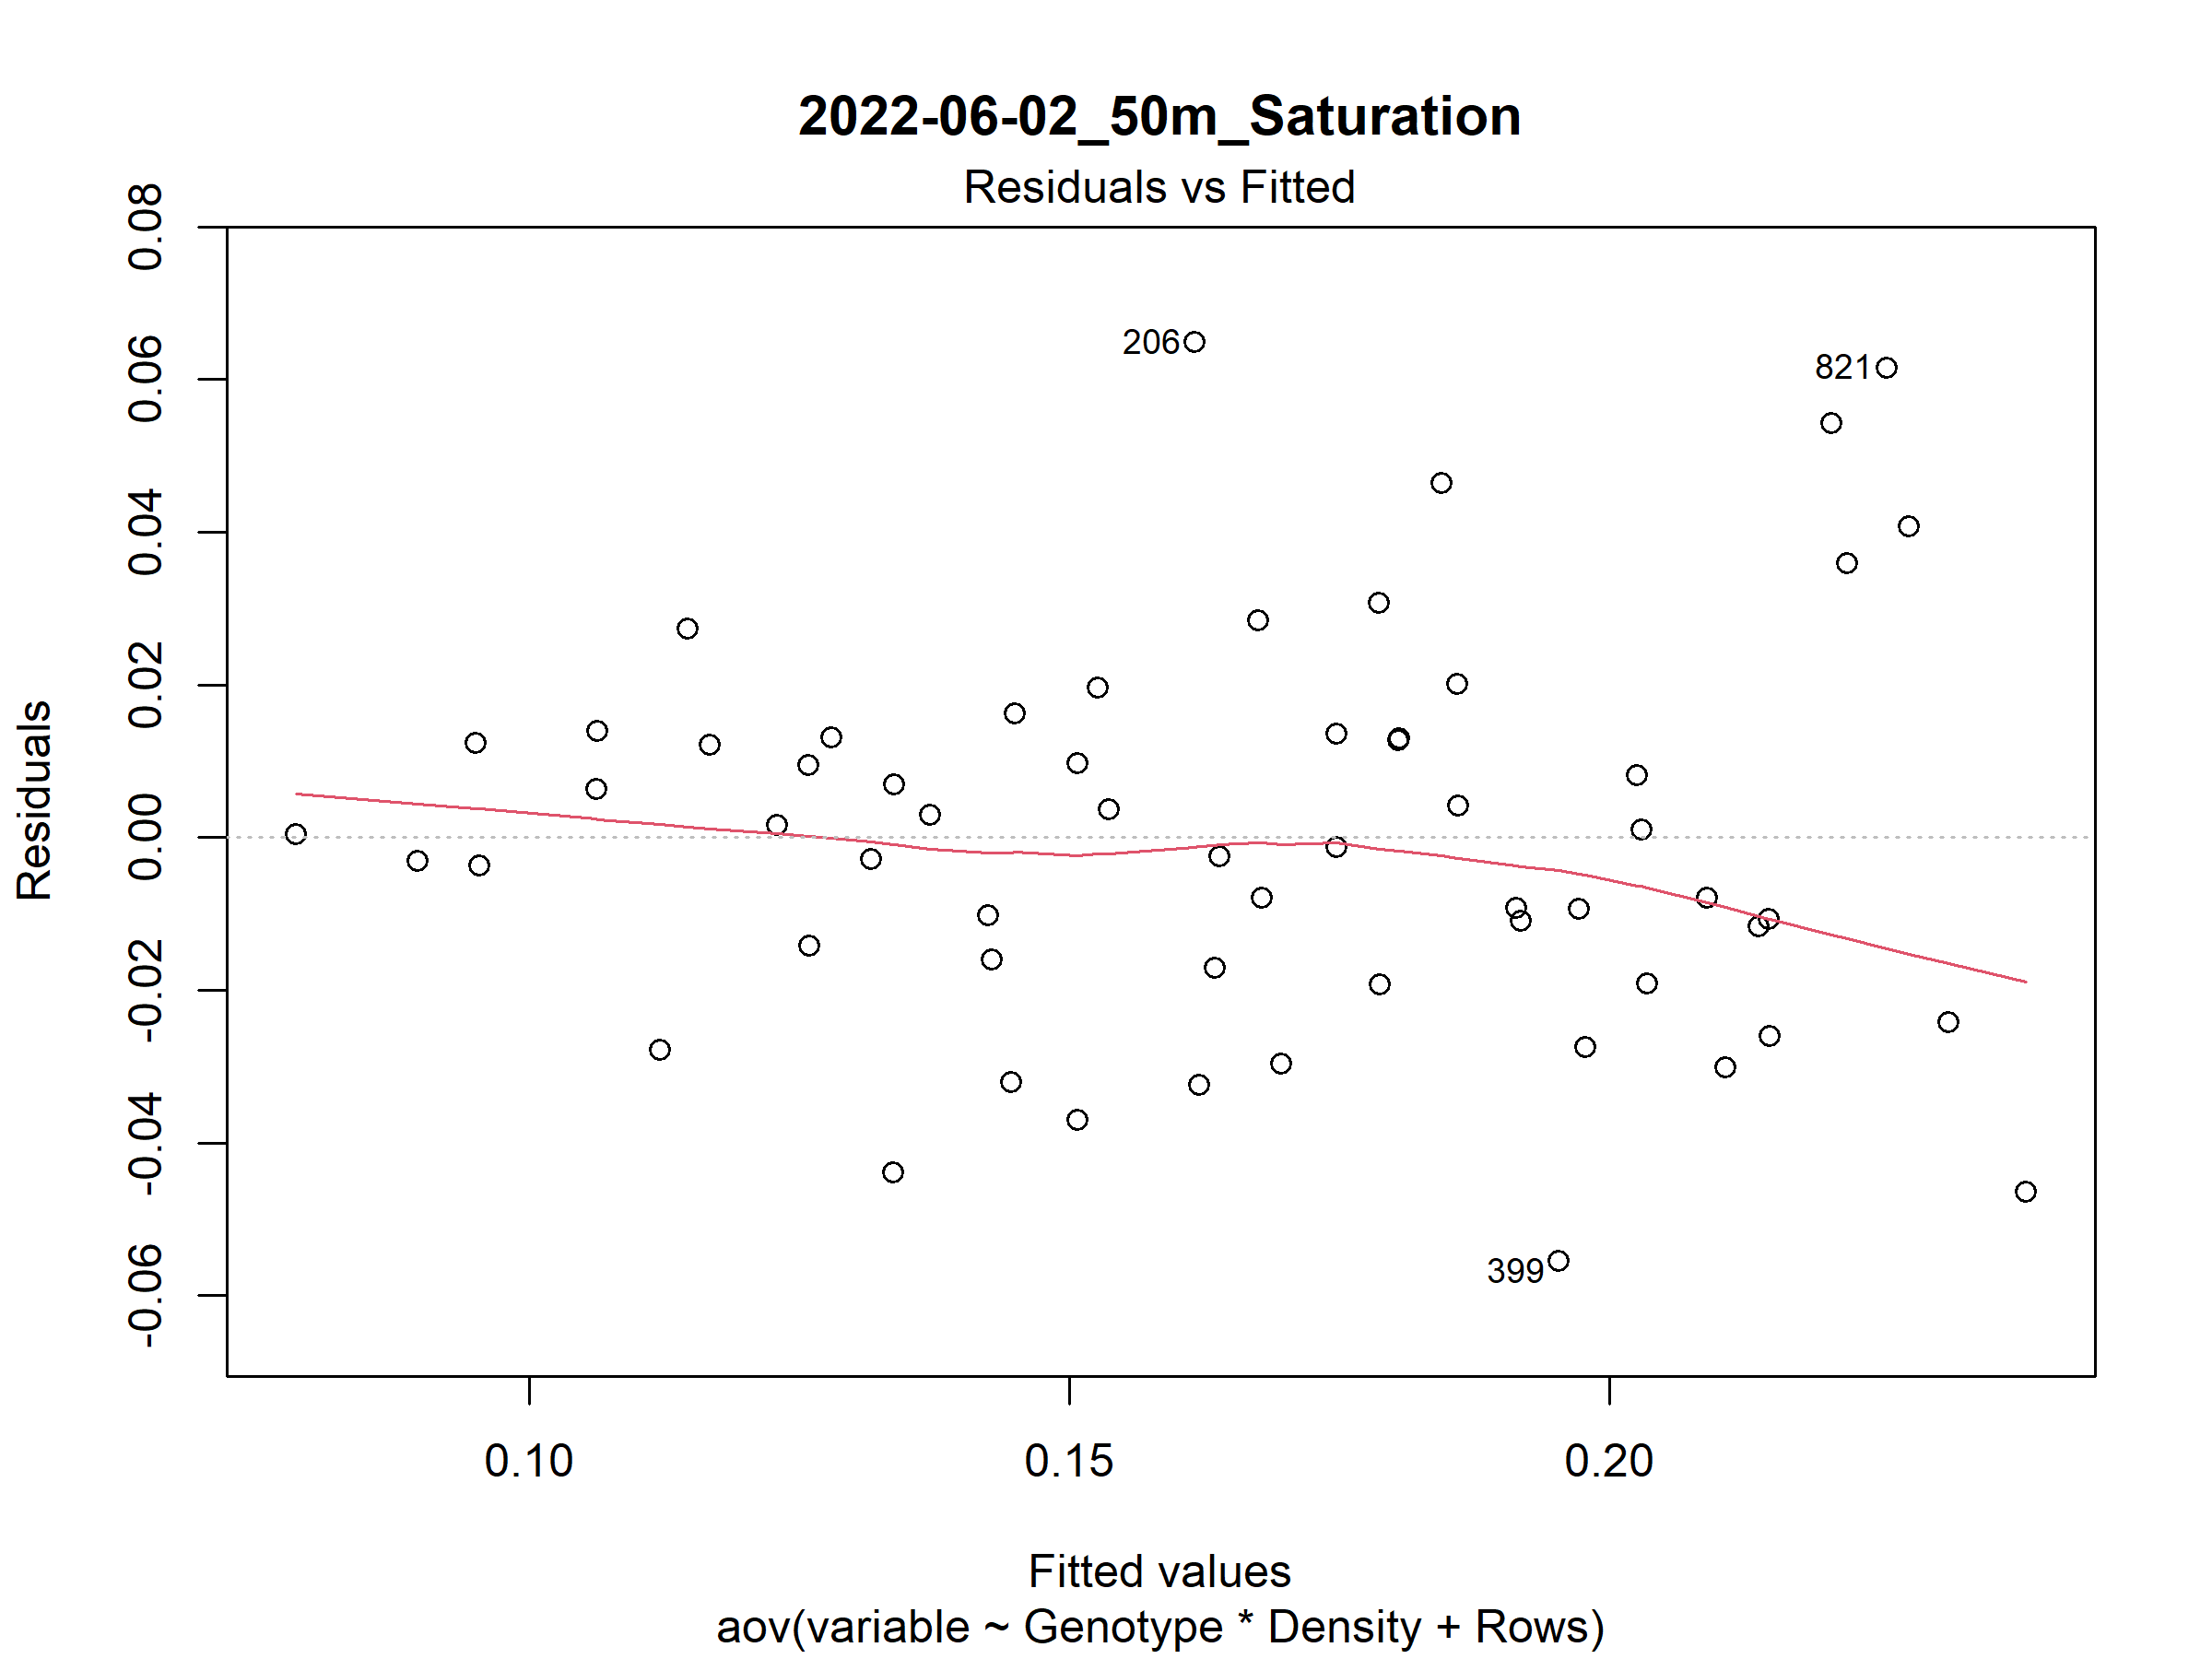 2022-06-02_50m_Saturation
Residuals vs Fitted
0.08
0.06
0.04
0.02
0.00
-0.02
-0.04
-0.06
Residuals
206
821
399
0.10 0.15 0.20
Fitted values
aov(variable ~ Genotype * Density + Rows)